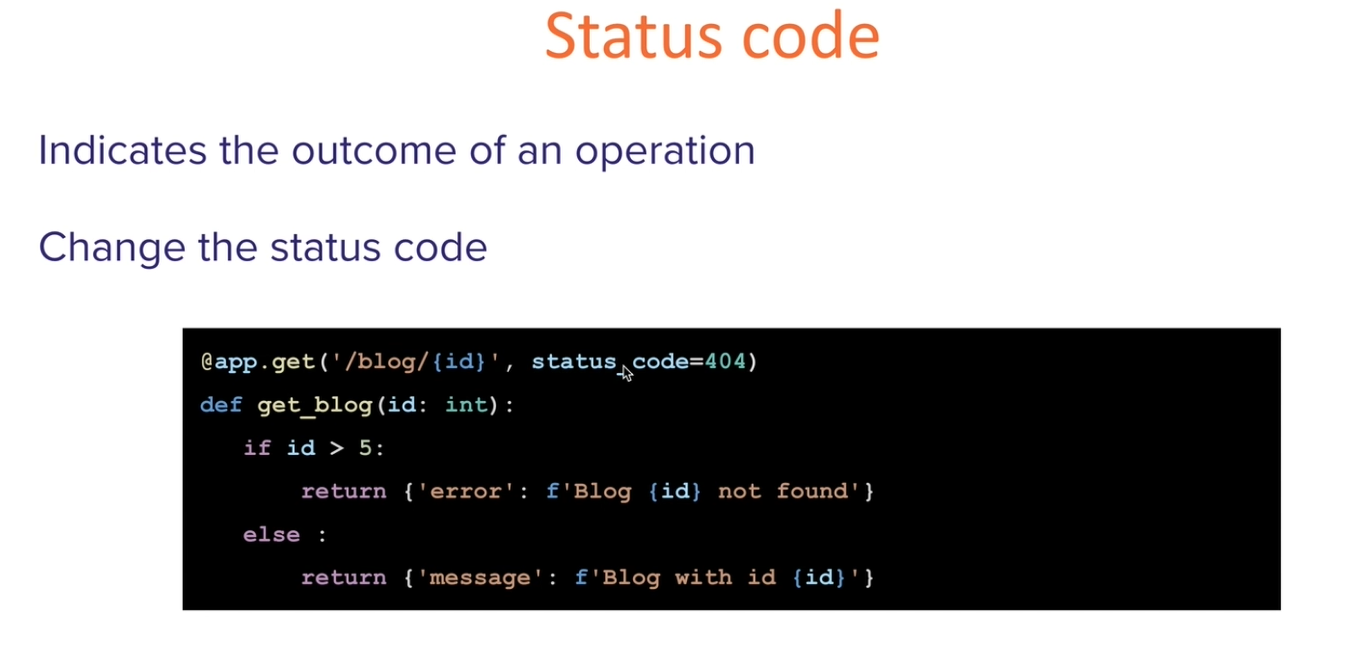 Status code
Indicates the outcome of an operation
Change the status code
@app.get('/blog/{id}', status_code=404)
def get_blog(id: int):
if id > 5:
return {'error': f'Blog {id} not found'}
else :
return {'message': f'Blog with id {id}'}